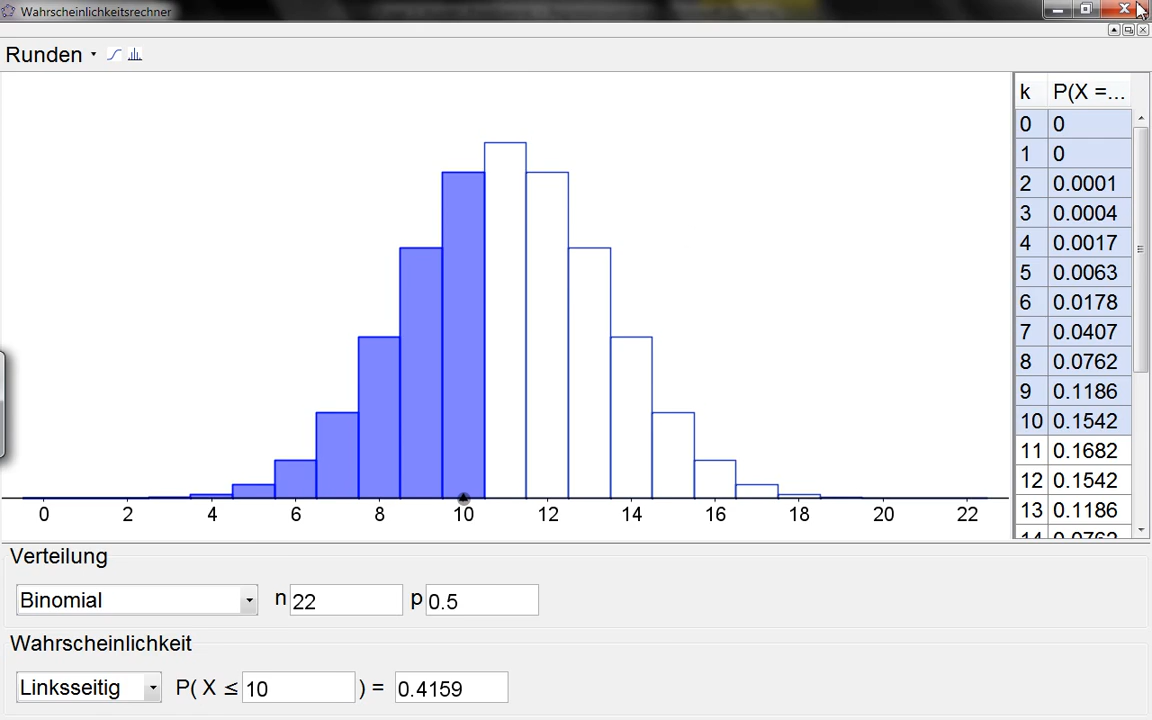 Wahrscheinlichkeitsrechner
Runden
k P(X =...
0 0
1 0
2 0.0001
3 0.0004
4 0.0017
5 0.0063
6 0.0178
7 0.0407
8 0.0762
9 0.1186
10 0.1542
11 0.1682
12 0.1542
13 0.1186
14 0.0762
0 2 4 6 8 10 12 14 16 18 20 22
Verteilung
Binomial n 22 p 0.5
Wahrscheinlichkeit
Linksseitig P( X ≤ 10 ) = 0.4159